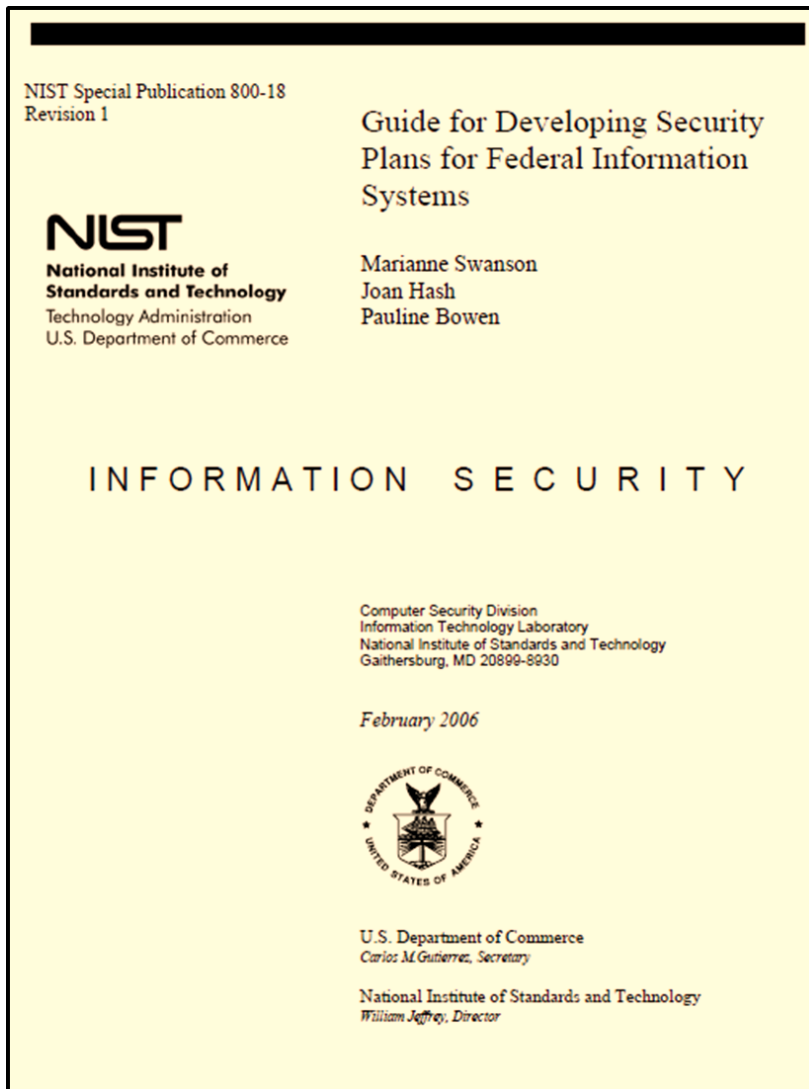 NIST Special Publication 800-18
Revision 1
Guide for Developing Security
Plans for Federal Information
Systems
NIST
National Institute of
Standards and Technology
Technology Administration
U.S. Department of Commerce
Marianne Swanson
Joan Hash
Pauline Bowen
INFORMATION SECURITY
Computer Security Division
Information Technology Laboratory
National Institute of Standards and Technology
Gaithersburg, MD 20899-8930
February 2006
DEPARTMENT OF COMMERCE
UNITED STATES OF AMERICA
U.S. Department of Commerce
Carlos M.Gutierrez, Secretary
National Institute of Standards and Technology
William Jeffrey, Director